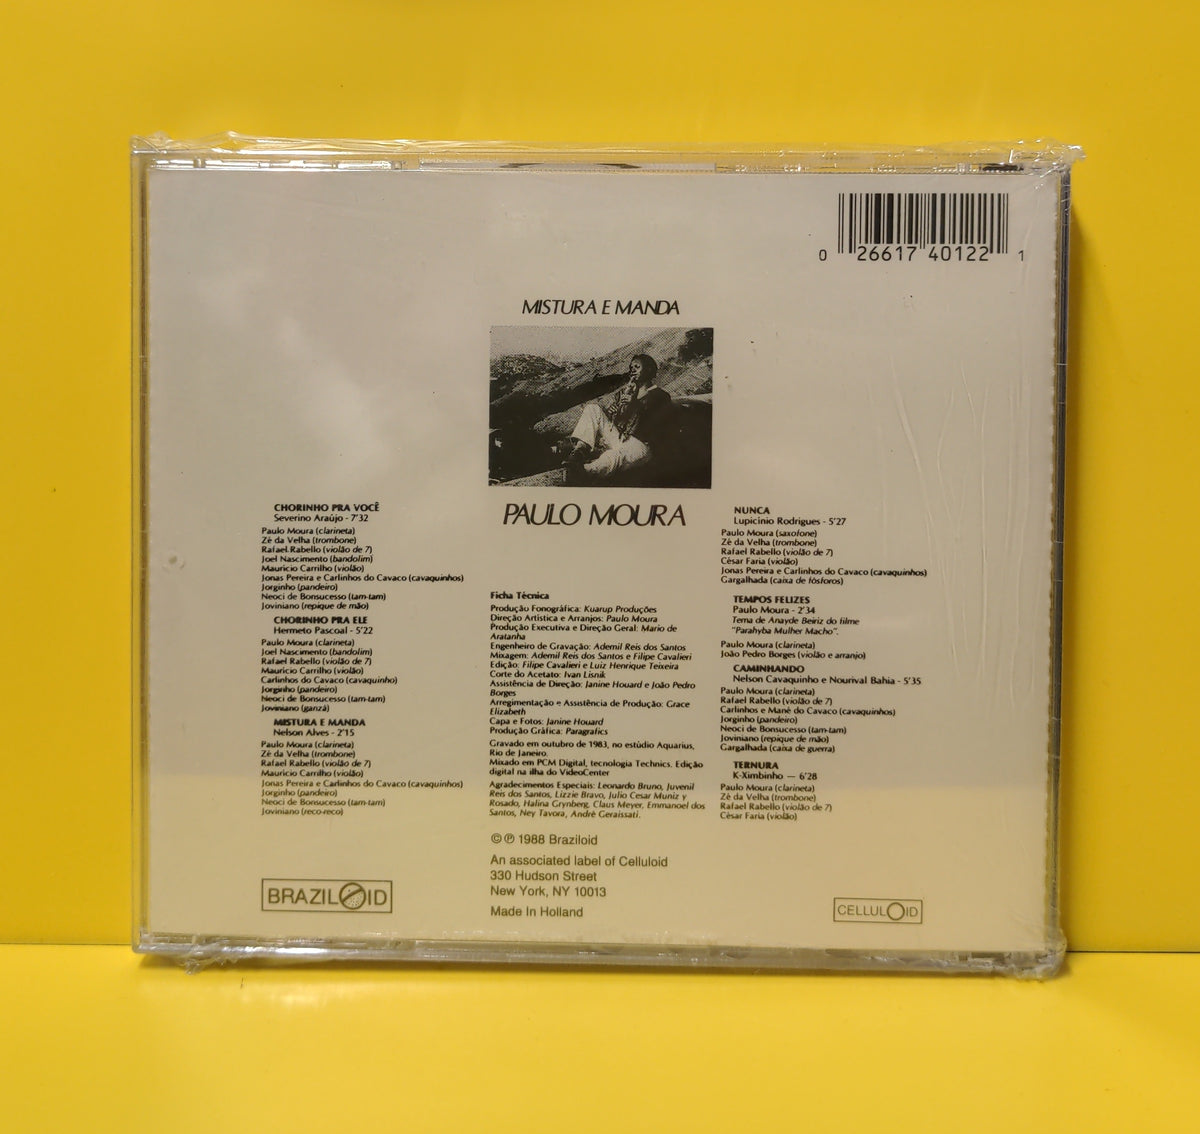 0 26617 40122 1
MISTURA E MANDA
PAULO MOURA
CHORINHO PRA VOCÊ
Severino Araújo - 7'32
Paulo Moura (clarineta)
Zé da Velha (trombone)
Rafael Rabello (violão de 7)
Joel Nascimento (bandolim)
Mauricio Carrilho (violão)
Jonas Pereira e Carlinhos do Cavaco (cavaquinhos)
Jorginho (pandeiro)
Neoci de Bonsucesso (tam-tam)
Joviniano (repique de mão)
CHORINHO PRA ELE
Hermeto Pascoal - 5'22
Paulo Moura (clarineta)
Joel Nascimento (bandolim)
Rafael Rabello (violão de 7)
Mauricio Carrilho (violão)
Carlinhos do Cavaco (cavaquinho)
Jorginho (pandeiro)
Neoci de Bonsucesso (tam-tam)
Joviniano (ganzá)
MISTURA E MANDA
Nelson Alves - 2'15
Paulo Moura (clarineta)
Zé da Velha (trombone)
Rafael Rabello (violão de 7)
Mauricio Carrilho (violão)
Jonas Pereira e Carlinhos do Cavaco (cavaquinhos)
Jorginho (pandeiro)
Neoci de Bonsucesso (tam-tam)
Joviniano (reco-reco)
Ficha Técnica
Produção Fonográfica: Kuarup Produções
Direção Artistica e Arranjos: Paulo Moura
Produção Executiva e Direção Geral: Mario de
Aratanha
Engenheiro de Gravação: Ademil Reis dos Santos
Mixagem: Ademil Reis dos Santos e Filipe Cavalieri
Edição: Filipe Cavalieri e Luiz Henrique Teixeira
Corte do Acetato: Ivan Lisnik
Assistência de Direção: Janine Houard e João Pedro
Borges
Arregimentação e Assistência de Produção: Grace
Elizabeth
Capa e Fotos: Janine Houard
Produção Gráfica: Paragrafics
Gravado em outubro de 1983, no estúdio Aquarius,
Rio de Janeiro.
Mixado em PCM Digital, tecnologia Technics. Edição
digital na ilha do VideoCenter
Agradecimentos Especiais: Leonardo Bruno, Juvenil
Reis dos Santos, Lizzie Bravo, Julio Cesar Muniz y
Rosado, Halina Grynberg, Claus Meyer, Emmanoel dos
Santos, Ney Tavora, André Geraissati.
NUNCA
Lupicinio Rodrigues - 5'27
Paulo Moura (saxofone)
Zé da Velha (trombone)
Rafael Rabello (violão de 7)
César Faria (violão)
Jonas Pereira e Carlinhos do Cavaco (cavaquinhos)
Gargalhada (caixa de fósforos)
TEMPOS FELIZES
Paulo Moura - 2'34
Tema de Anayde Beiriz do filme
"Parahyba Mulher Macho".
Paulo Moura (clarineta)
João Pedro Borges (violão e arranjo)
CAMINHANDO
Nelson Cavaquinho e Nourival Bahia - 5'35
Paulo Moura (clarineta)
Rafael Rabello (violão de 7)
Carlinhos e Mané do Cavaco (cavaquinhos)
Jorginho (pandeiro)
Neoci de Bonsucesso (tam-tam)
Joviniano (repique de mão)
Gargalhada (caixa de guerra)
TERNURA
K-Ximbinho — 6'28
Paulo Moura (clarineta)
Zé da Velha (trombone)
Rafael Rabello (violão de 7)
César Faria (violão)
© ℗ 1988 Braziloid
An associated label of Celluloid
330 Hudson Street
New York, NY 10013
Made In Holland
BRAZILOID
CELLULOID